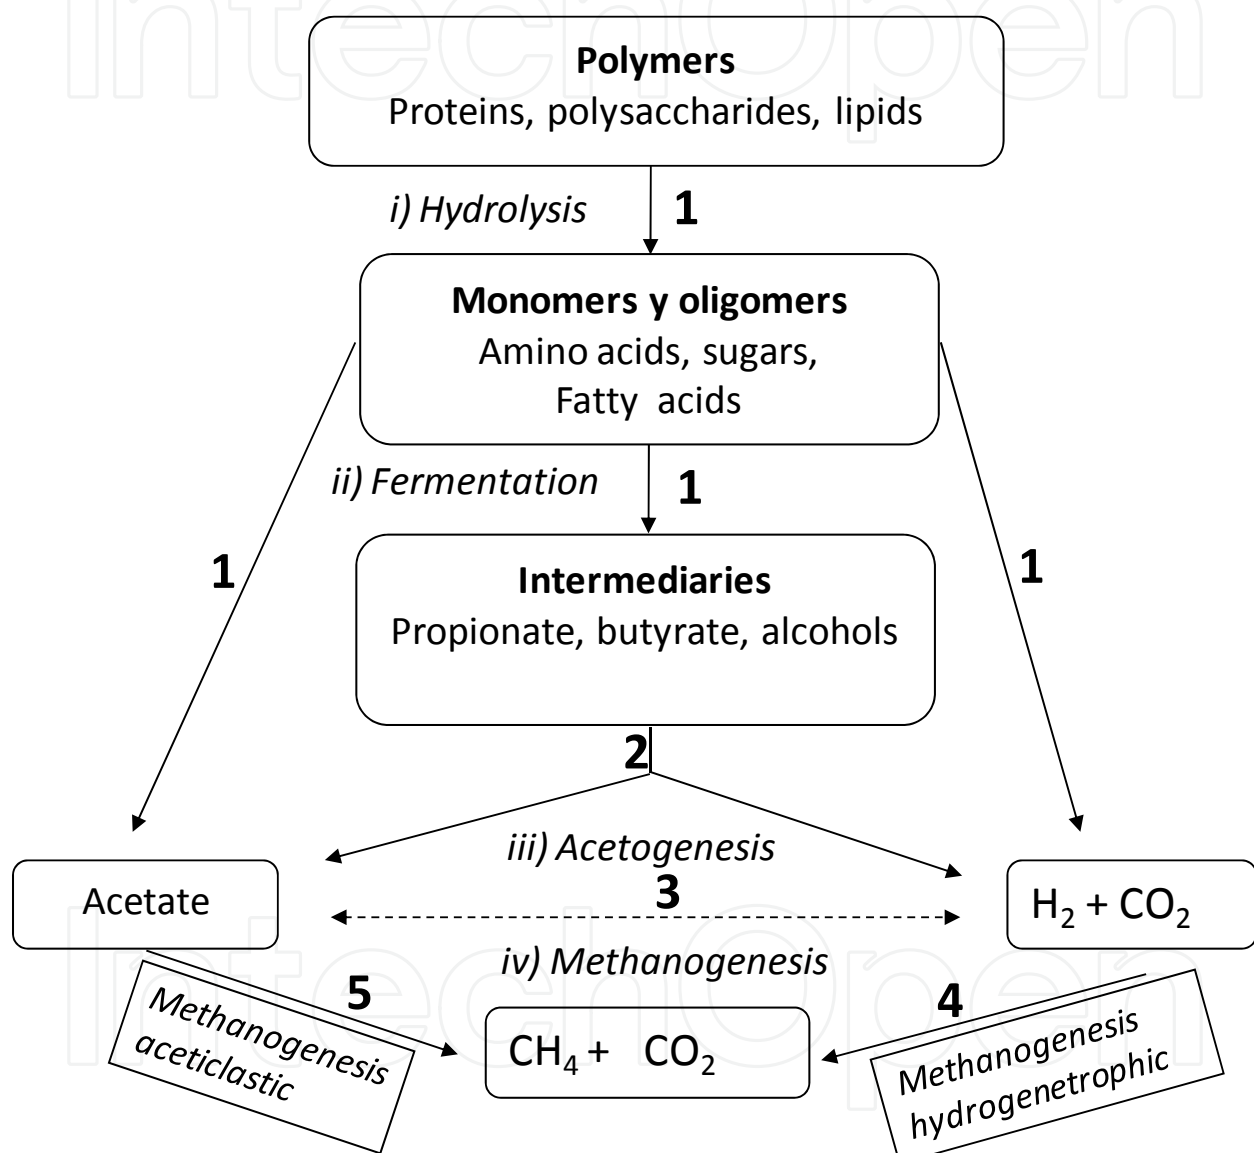 IntechOpen
Polymers
Proteins, polysaccharides, lipids
i) Hydrolysis
1
Monomers y oligomers
Amino acids, sugars,
Fatty acids
ii) Fermentation
1
1
1
Intermediaries
Propionate, butyrate, alcohols
2
iii) Acetogenesis
3
Acetate
H₂ + CO₂
iv) Methanogenesis
5
4
Methanogenesis
aceticlastic
CH₄ + CO₂
Methanogenesis
hydrogenetrophic
IntechOpen